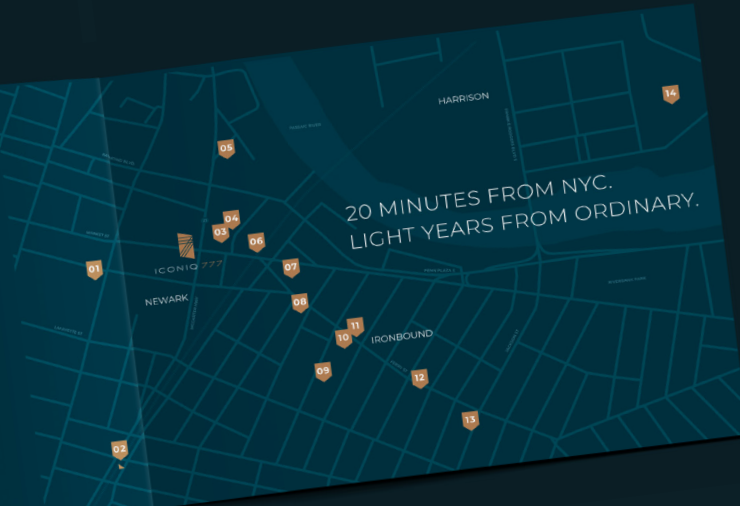 HARRISON
14
05
20 MINUTES FROM NYC.
LIGHT YEARS FROM ORDINARY.
04
03
06
ICONIQ 777
01
07
NEWARK
08
11
10
IRONBOUND
09
12
13
02